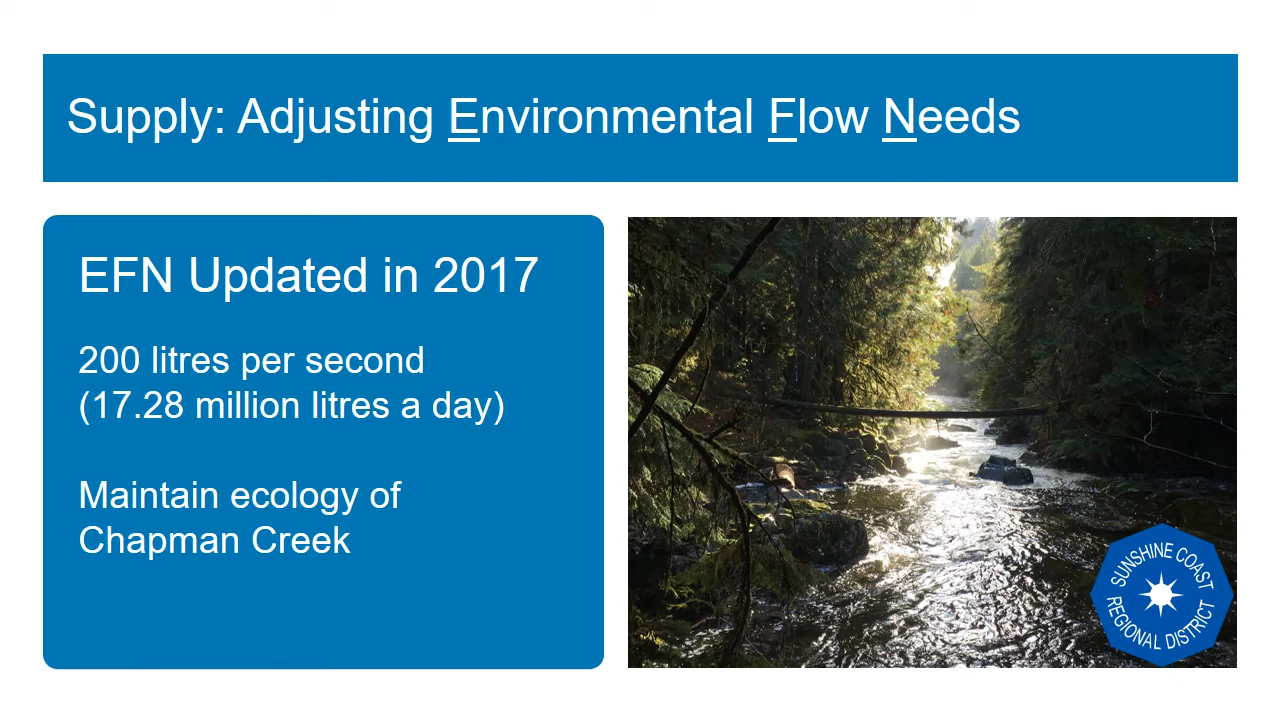 Supply: Adjusting Environmental Flow Needs
EFN Updated in 2017
200 litres per second
(17.28 million litres a day)
Maintain ecology of
Chapman Creek
SUNSHINE COAST
REGIONAL DISTRICT